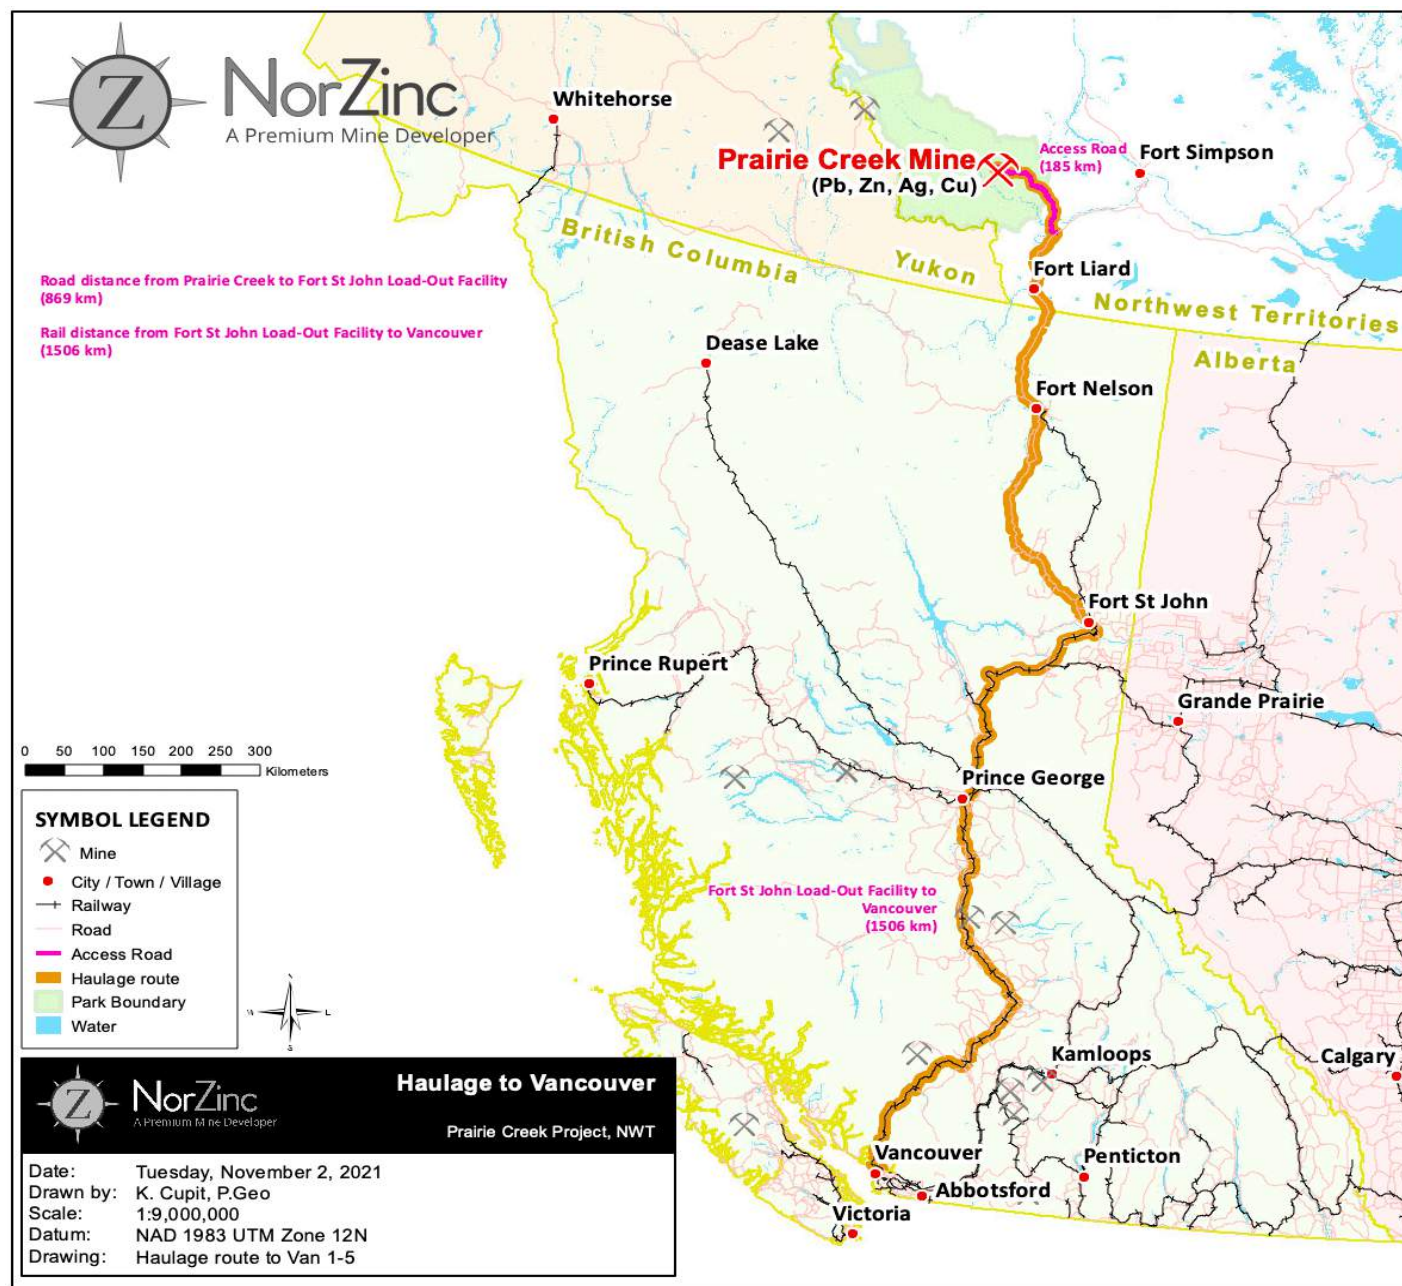 NorZinc
A Premium Mine Developer
Z
Whitehorse
Prairie Creek Mine
(Pb, Zn, Ag, Cu)
Access Road
(185 km)
Fort Simpson
British Columbia
Yukon
Fort Liard
Northwest Territories
Alberta
Road distance from Prairie Creek to Fort St John Load-Out Facility
(869 km)
Rail distance from Fort St John Load-Out Facility to Vancouver
(1506 km)
Dease Lake
Fort Nelson
Fort St John
Prince Rupert
Grande Prairie
Prince George
0 50 100 150 200 250 300
Kilometers
SYMBOL LEGEND
Mine
City / Town / Village
Railway
Road
Access Road
Haulage route
Park Boundary
Water
Fort St John Load-Out Facility to
Vancouver
(1506 km)
Kamloops
Calgary
Vancouver
Penticton
Abbotsford
Victoria
Z
NorZinc
A Premium Mine Developer
Haulage to Vancouver
Prairie Creek Project, NWT
Date: Tuesday, November 2, 2021
Drawn by: K. Cupit, P.Geo
Scale: 1:9,000,000
Datum: NAD 1983 UTM Zone 12N
Drawing: Haulage route to Van 1-5